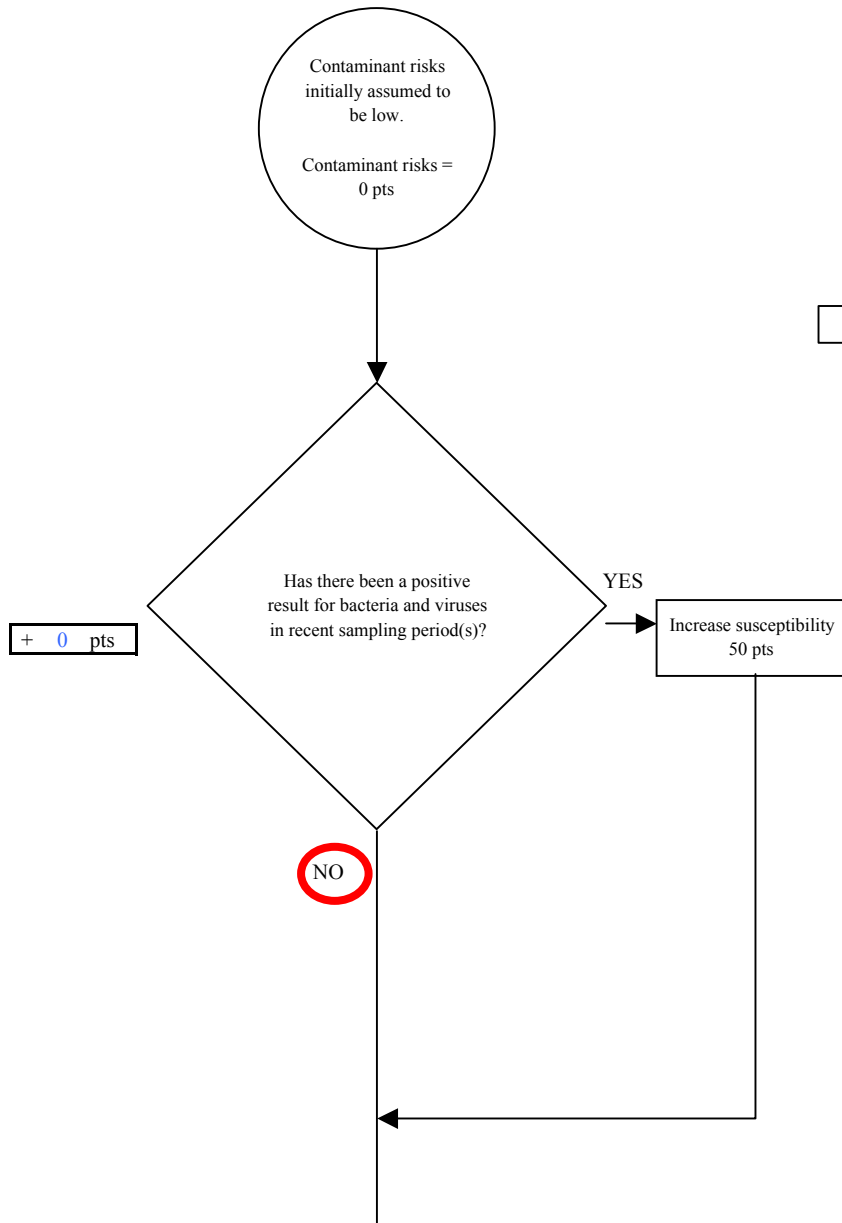 Contaminant risks
initially assumed to
be low.
Contaminant risks =
0 pts
Has there been a positive
result for bacteria and viruses
in recent sampling period(s)?
YES
Increase susceptibility
50 pts
+ 0 pts
NO